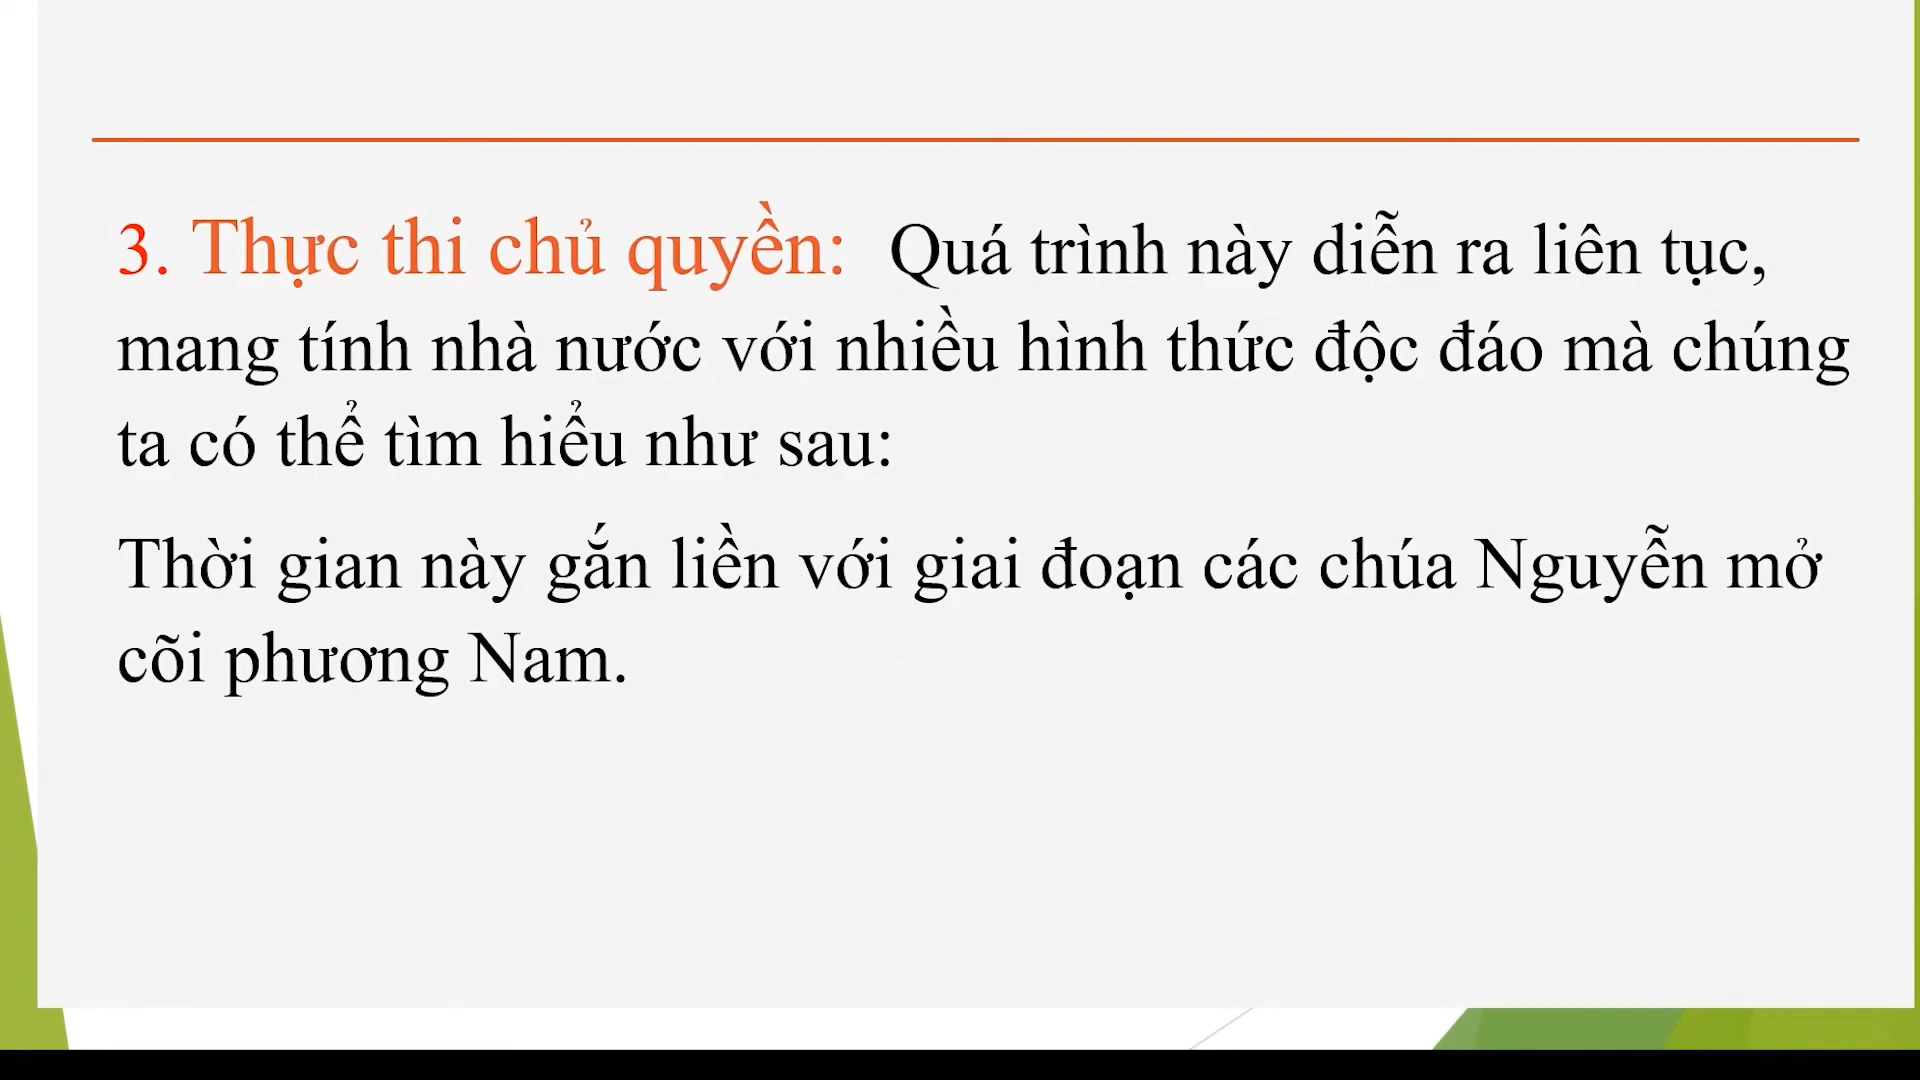 3. Thực thi chủ quyền: Quá trình này diễn ra liên tục,
mang tính nhà nước với nhiều hình thức độc đáo mà chúng
ta có thể tìm hiểu như sau:
Thời gian này gắn liền với giai đoạn các chúa Nguyễn mở
cõi phương Nam.